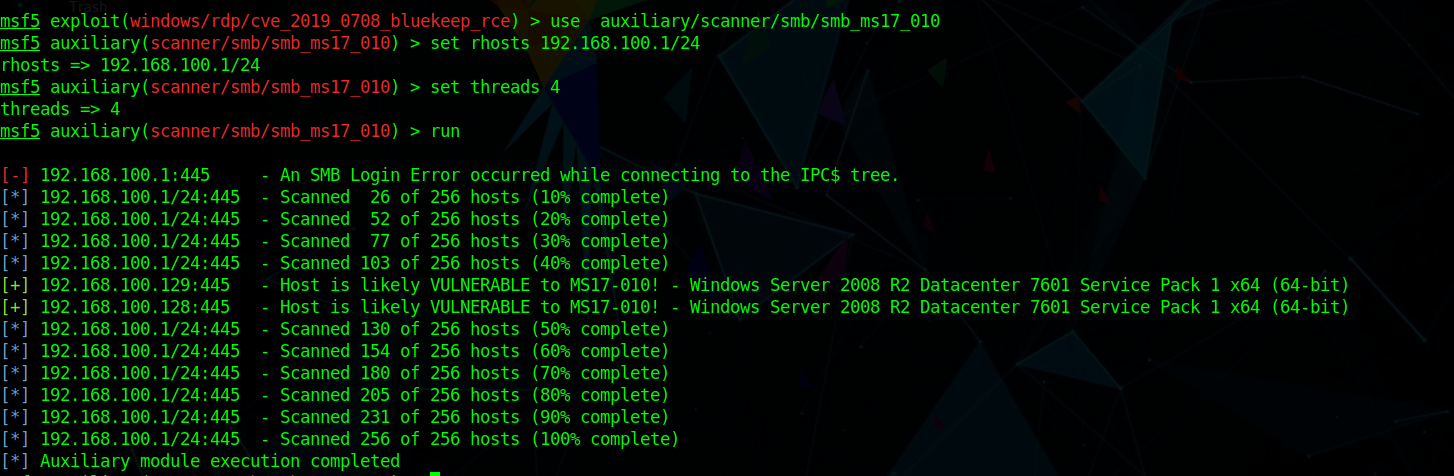 Trash
msf5 exploit(windows/rdp/cve_2019_0708_bluekeep_rce) > use  auxiliary/scanner/smb/smb_ms17_010
msf5 auxiliary(scanner/smb/smb_ms17_010) > set rhosts 192.168.100.1/24
rhosts => 192.168.100.1/24
msf5 auxiliary(scanner/smb/smb_ms17_010) > set threads 4
threads => 4
msf5 auxiliary(scanner/smb/smb_ms17_010) > run
[-] 192.168.100.1:445     - An SMB Login Error occurred while connecting to the IPC$ tree.
[*] 192.168.100.1/24:445  - Scanned  26 of 256 hosts (10% complete)
[*] 192.168.100.1/24:445  - Scanned  52 of 256 hosts (20% complete)
[*] 192.168.100.1/24:445  - Scanned  77 of 256 hosts (30% complete)
[*] 192.168.100.1/24:445  - Scanned 103 of 256 hosts (40% complete)
[+] 192.168.100.129:445   - Host is likely VULNERABLE to MS17-010! - Windows Server 2008 R2 Datacenter 7601 Service Pack 1 x64 (64-bit)
[+] 192.168.100.128:445   - Host is likely VULNERABLE to MS17-010! - Windows Server 2008 R2 Datacenter 7601 Service Pack 1 x64 (64-bit)
[*] 192.168.100.1/24:445  - Scanned 130 of 256 hosts (50% complete)
[*] 192.168.100.1/24:445  - Scanned 154 of 256 hosts (60% complete)
[*] 192.168.100.1/24:445  - Scanned 180 of 256 hosts (70% complete)
[*] 192.168.100.1/24:445  - Scanned 205 of 256 hosts (80% complete)
[*] 192.168.100.1/24:445  - Scanned 231 of 256 hosts (90% complete)
[*] 192.168.100.1/24:445  - Scanned 256 of 256 hosts (100% complete)
[*] Auxiliary module execution completed